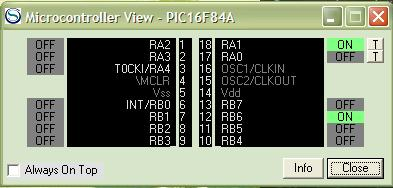 Microcontroller View - PIC16F84A
OFF RA2 1 18 RA1 ON T
OFF RA3 2 17 RA0 OFF T
OFF T0CKI/RA4 3 16 OSC1/CLKIN
\MCLR 4 15 OSC2/CLKOUT
Vss 5 14 Vdd
OFF INT/RB0 6 13 RB7 OFF
OFF RB1 7 12 RB6 ON
OFF RB2 8 11 RB5 OFF
OFF RB3 9 10 RB4 OFF
Always On Top Info Close